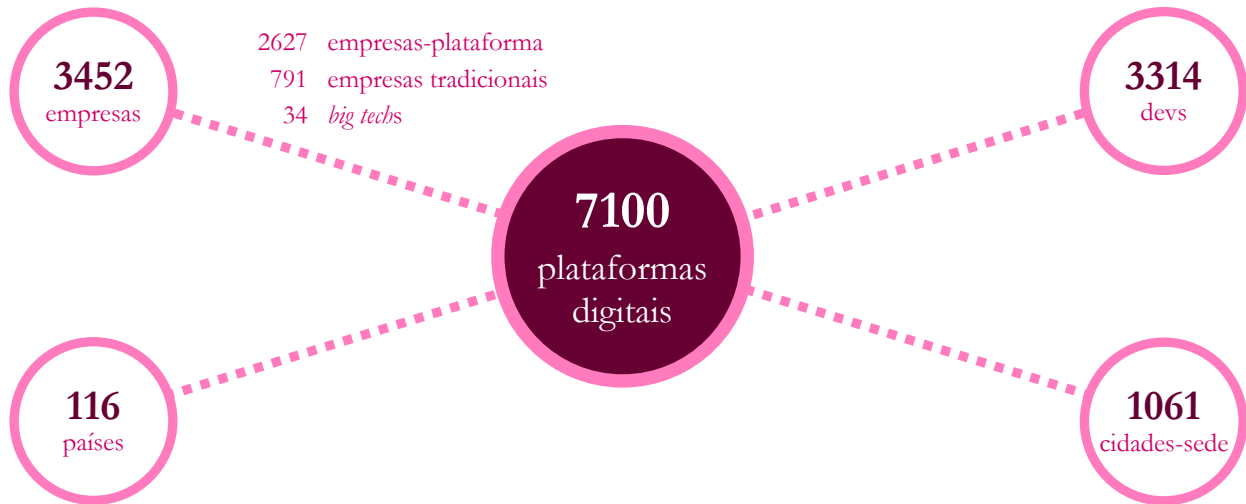 3452
empresas
2627 empresas-plataforma
791 empresas tradicionais
34 big techs
3314
devs
7100
plataformas
digitais
116
países
1061
cidades-sede